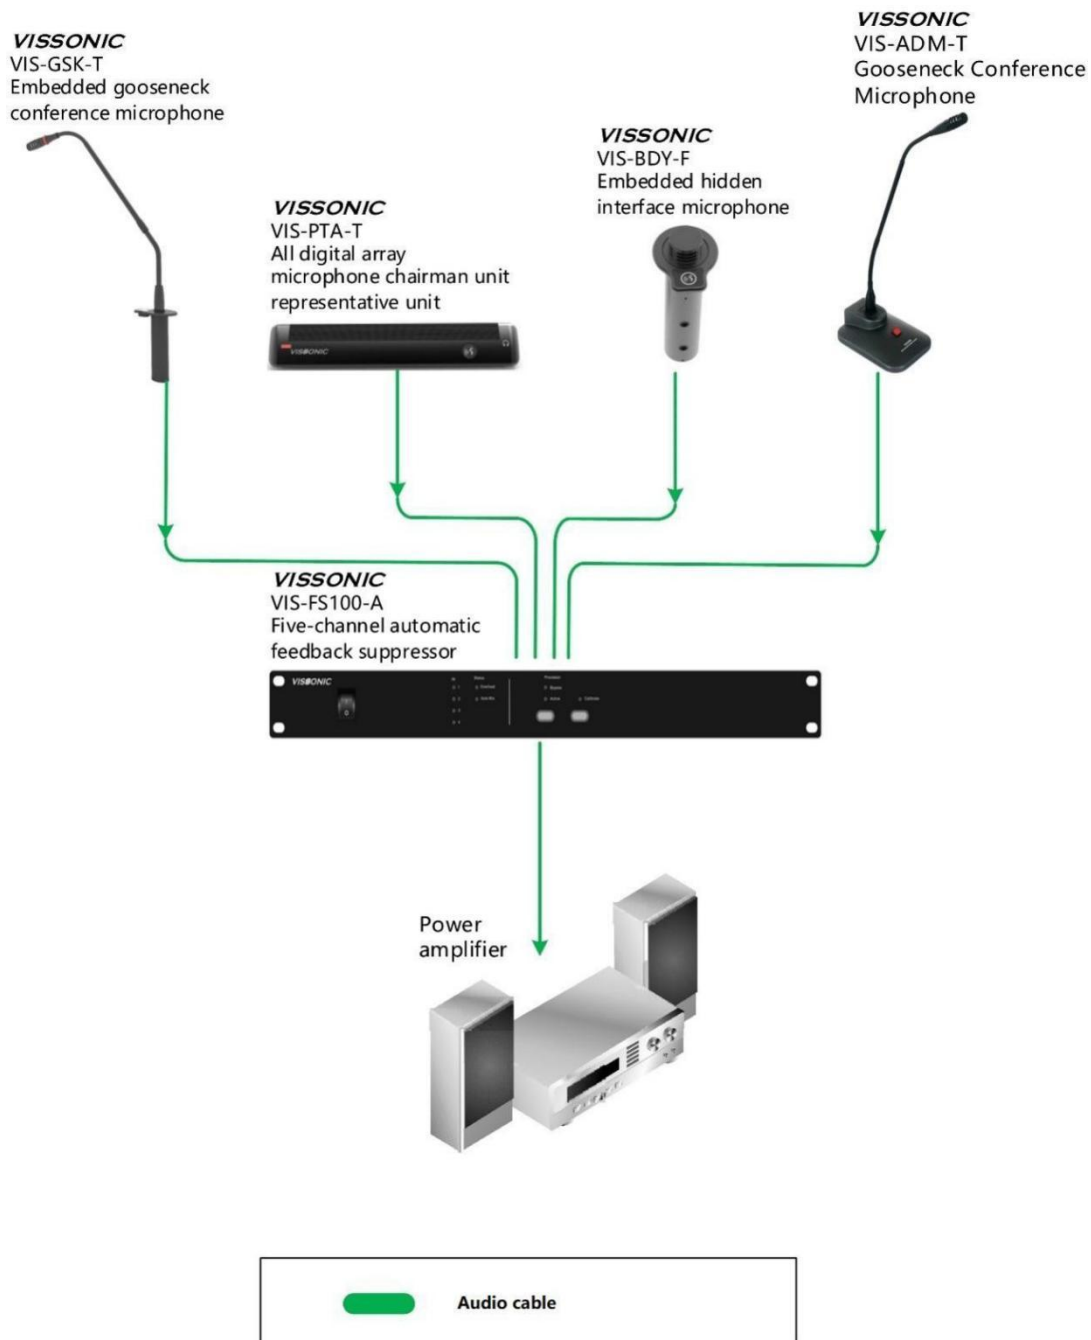 VISSONIC
VIS-GSK-T
Embedded gooseneck
conference microphone
VISSONIC
VIS-PTA-T
All digital array
microphone chairman unit
representative unit
VISSONIC
VISSONIC
VIS-BDY-F
Embedded hidden
interface microphone
VISSONIC
VIS-ADM-T
Gooseneck Conference
Microphone
VISSONIC
VIS-FS100-A
Five-channel automatic
feedback suppressor
VISSONIC
Power
amplifier
Audio cable